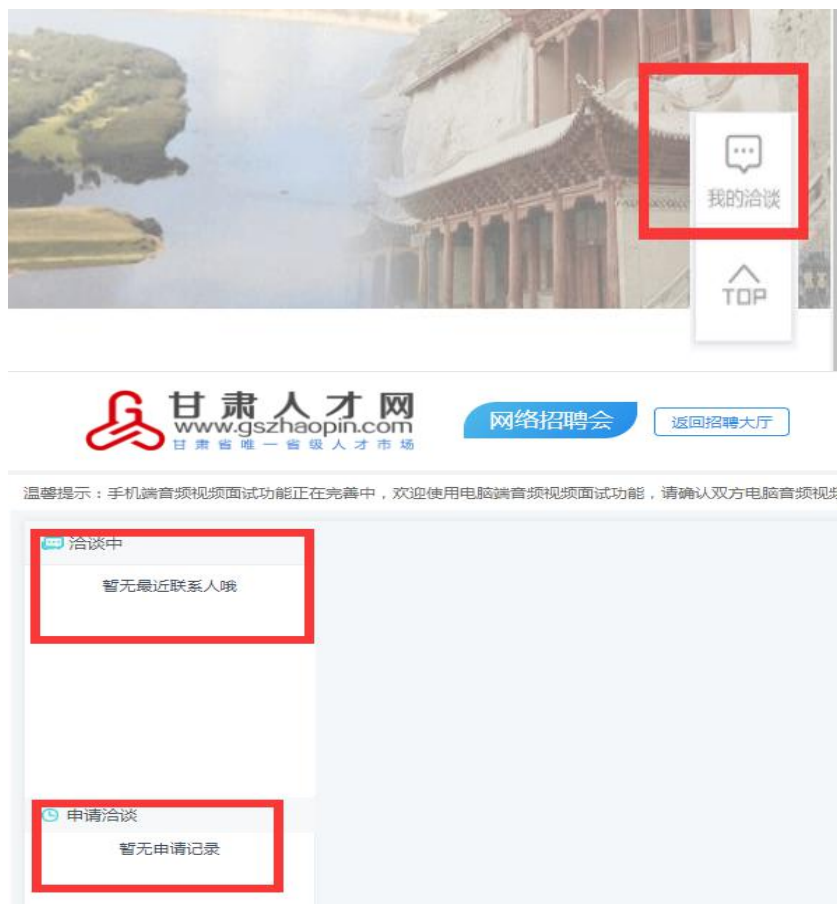 我的洽谈
TOP
甘肃人才网
www.gszhaopin.com
甘肃省唯一省级人才市场
网络招聘会
返回招聘大厅
温馨提示：手机端音频视频面试功能正在完善中，欢迎使用电脑端音频视频面试功能，请确认双方电脑音频视频
洽谈中
暂无最近联系人哦
申请洽谈
暂无申请记录